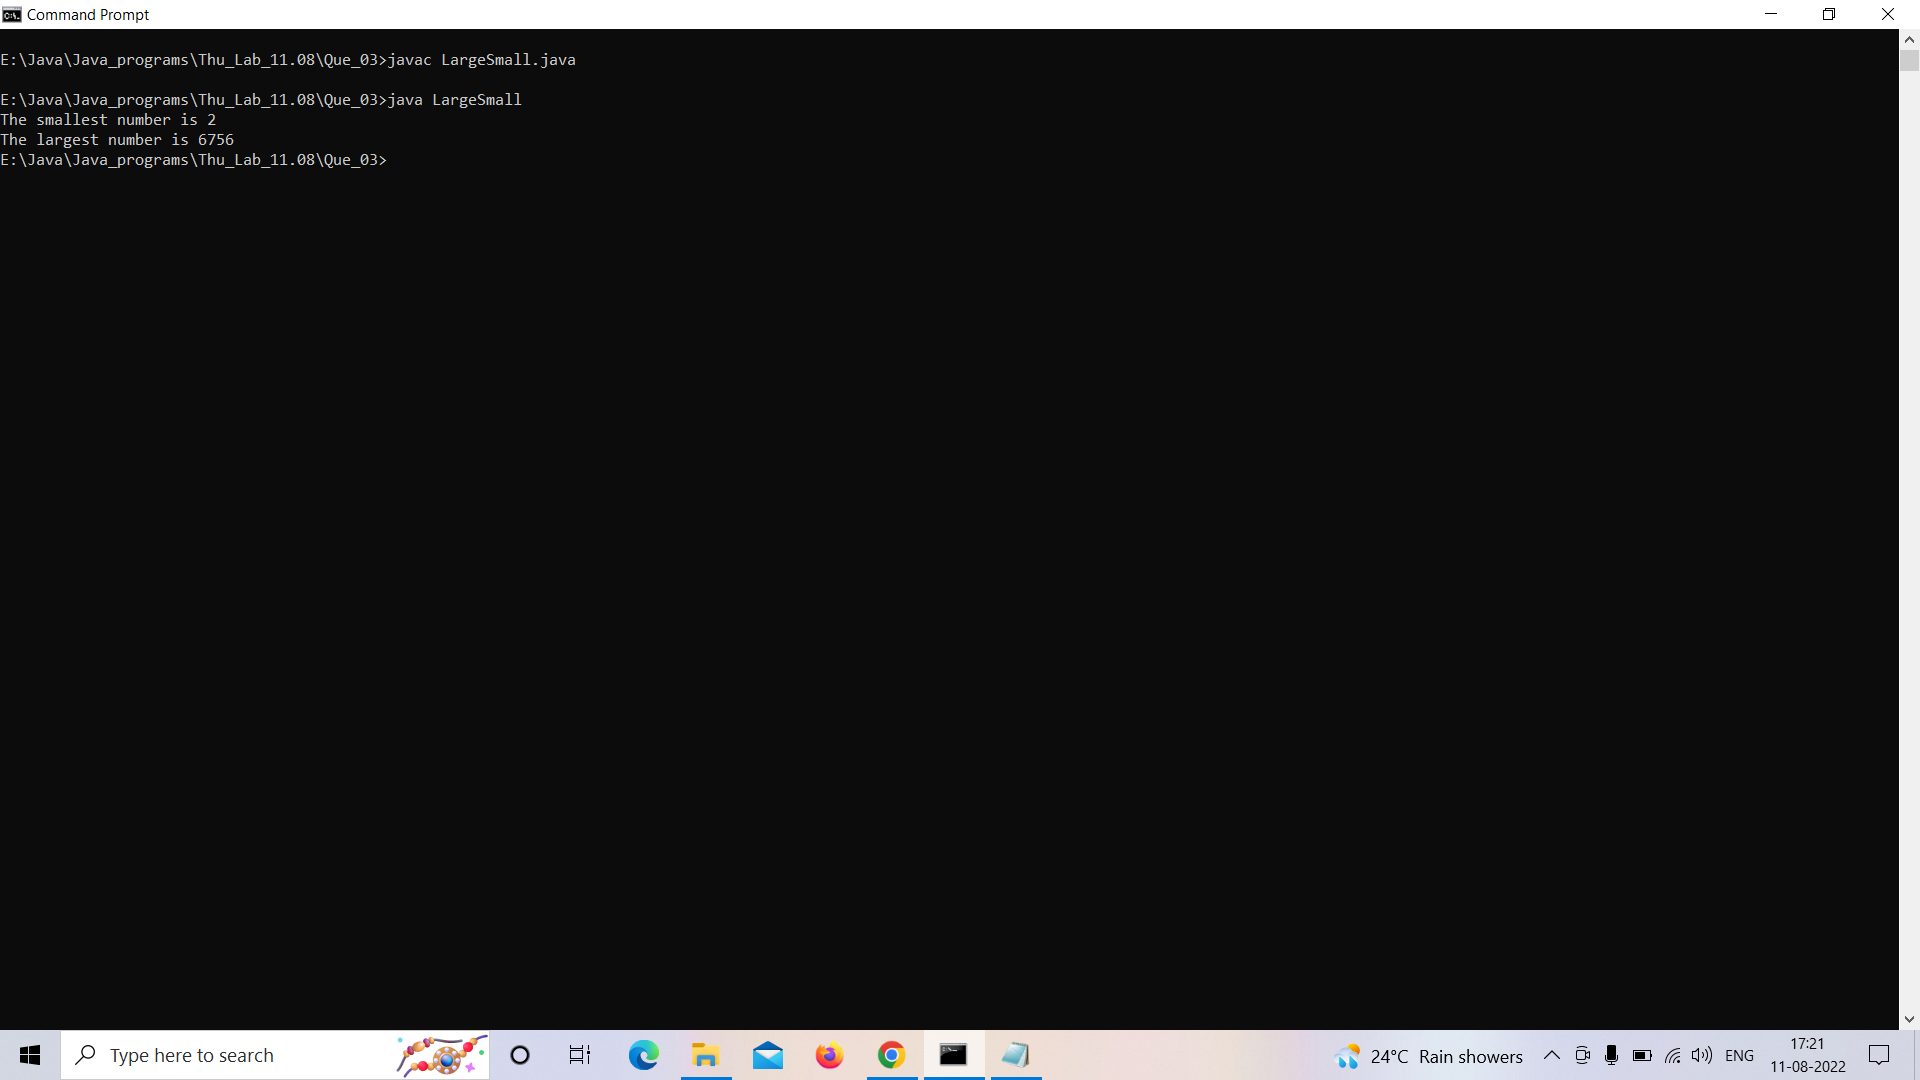 Command Prompt
E:\Java\Java_programs\Thu_Lab_11.08\Que_03>javac LargeSmall.java
E:\Java\Java_programs\Thu_Lab_11.08\Que_03>java LargeSmall
The smallest number is 2
The largest number is 6756
E:\Java\Java_programs\Thu_Lab_11.08\Que_03>
Type here to search
24°C Rain showers
ENG
17:21
11-08-2022